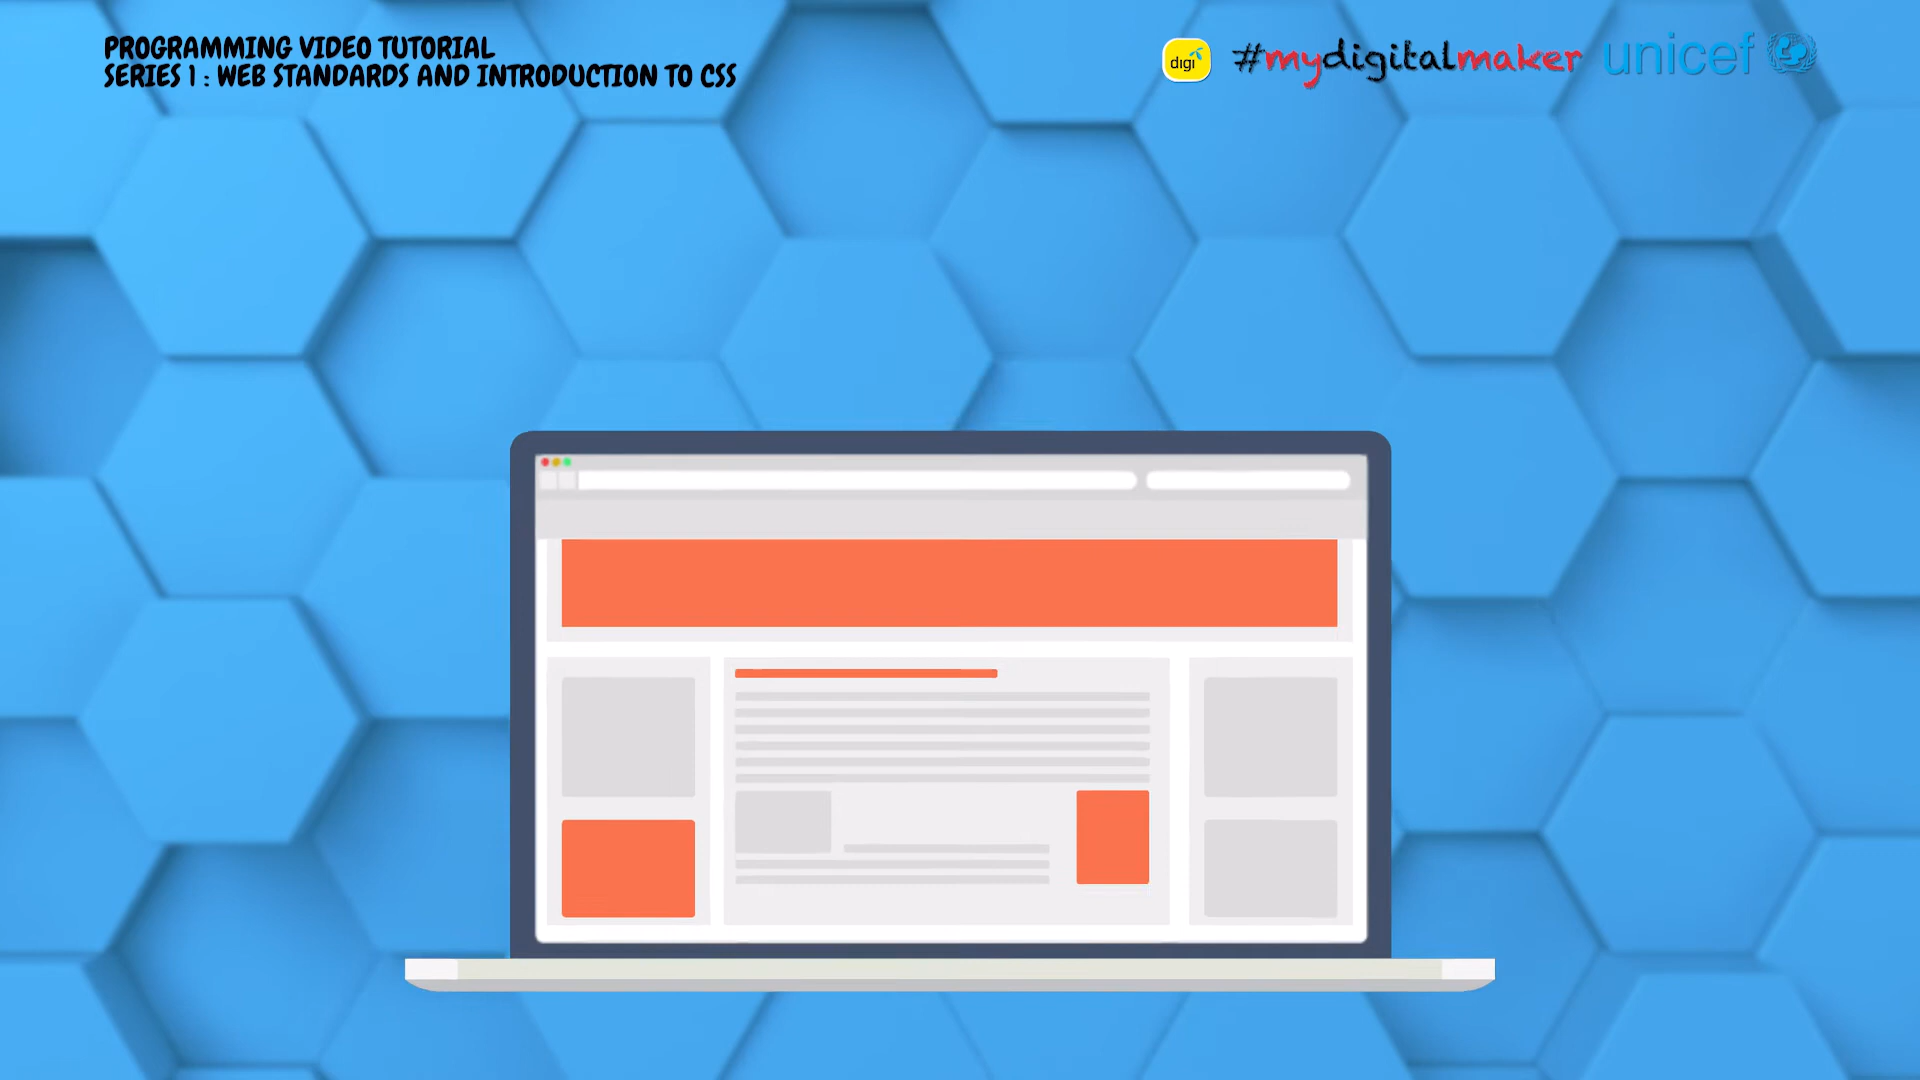 PROGRAMMING VIDEO TUTORIAL
SERIES 1 : WEB STANDARDS AND INTRODUCTION TO CSS
digi #mydigitalmaker unicef